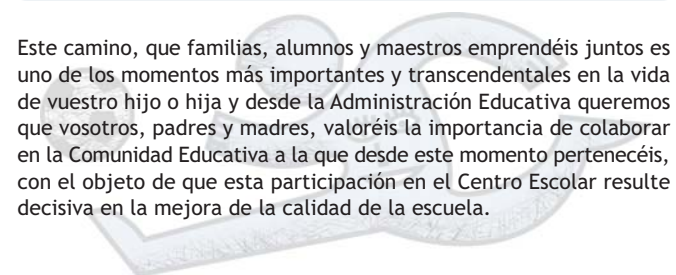 Este camino, que familias, alumnos y maestros emprendéis juntos es
uno de los momentos más importantes y transcendentales en la vida
de vuestro hijo o hija y desde la Administración Educativa queremos
que vosotros, padres y madres, valoréis la importancia de colaborar
en la Comunidad Educativa a la que desde este momento pertenecéis,
con el objeto de que esta participación en el Centro Escolar resulte
decisiva en la mejora de la calidad de la escuela.